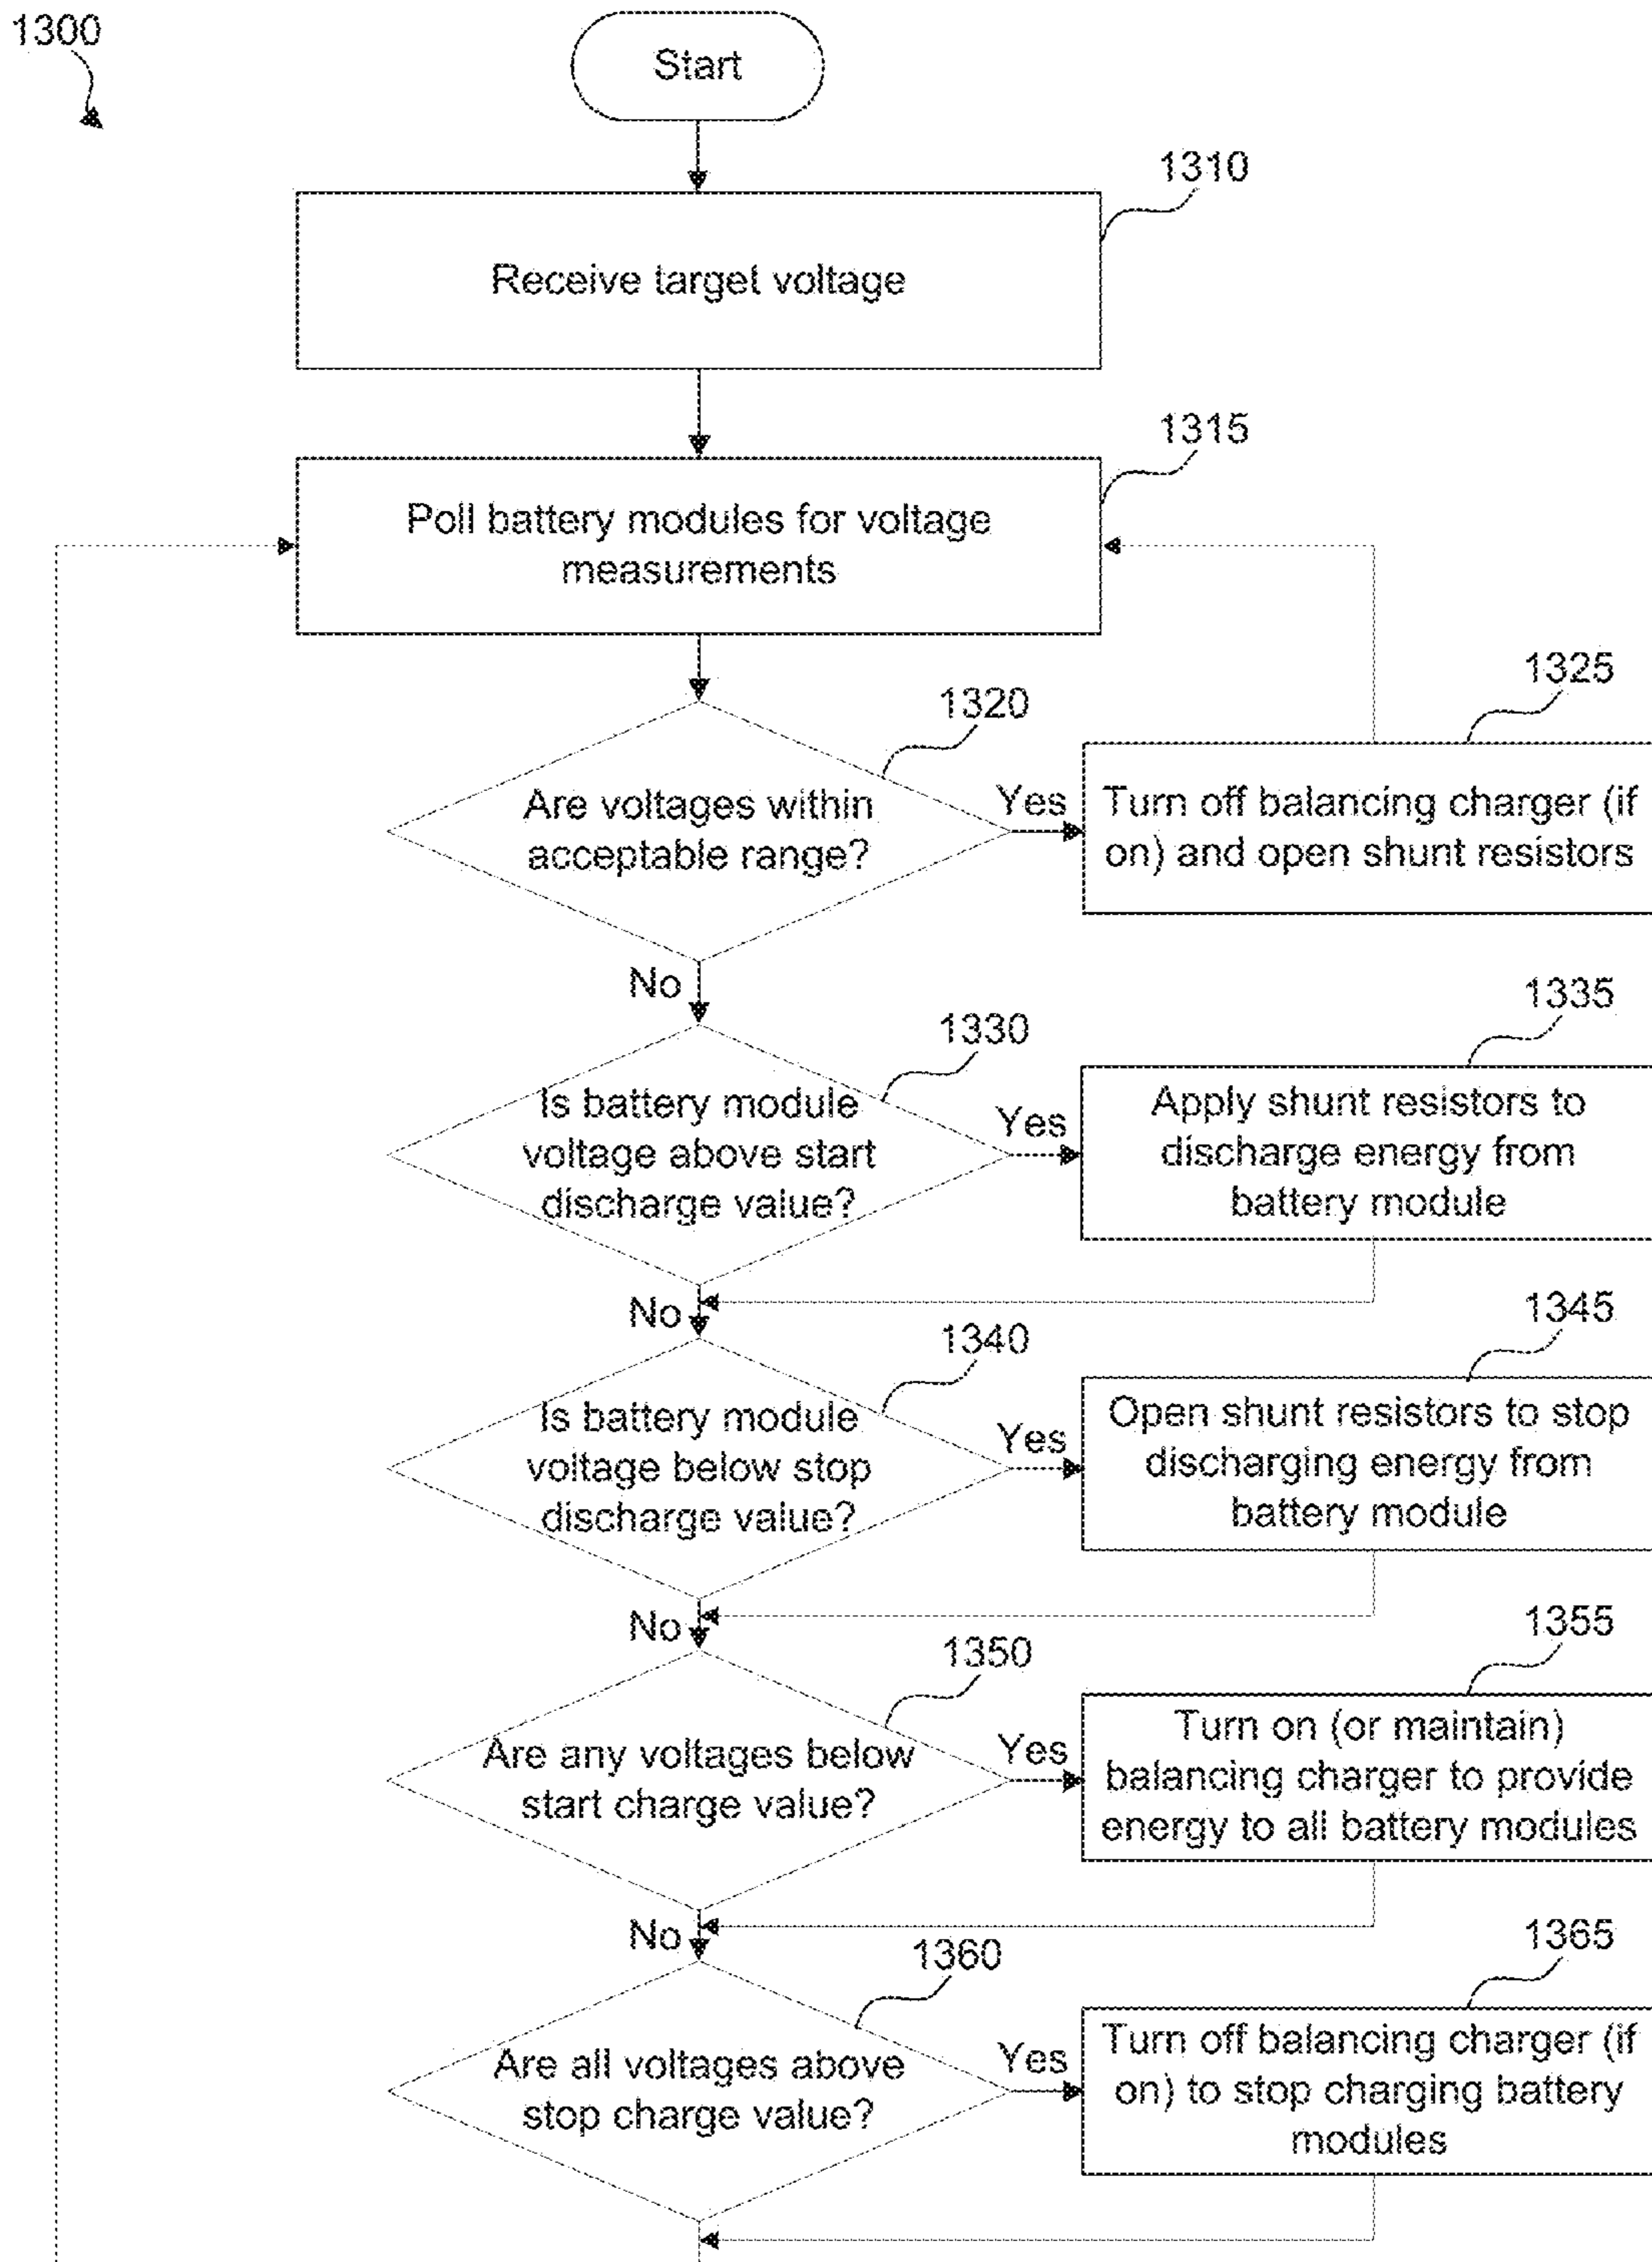 1300
Start
1310
Receive target voltage
1315
Poll battery modules for voltage
measurements
1320
Are voltages within
acceptable range?
Yes
1325
Turn off balancing charger (if
on) and open shunt resistors
No
1330
Is battery module
voltage above start
discharge value?
Yes
1335
Apply shunt resistors to
discharge energy from
battery module
No
1340
Is battery module
voltage below stop
discharge value?
Yes
1345
Open shunt resistors to stop
discharging energy from
battery module
No
1350
Are any voltages below
start charge value?
Yes
1355
Turn on (or maintain)
balancing charger to provide
energy to all battery modules
No
1360
Are all voltages above
stop charge value?
Yes
1365
Turn off balancing charger (if
on) to stop charging battery
modules